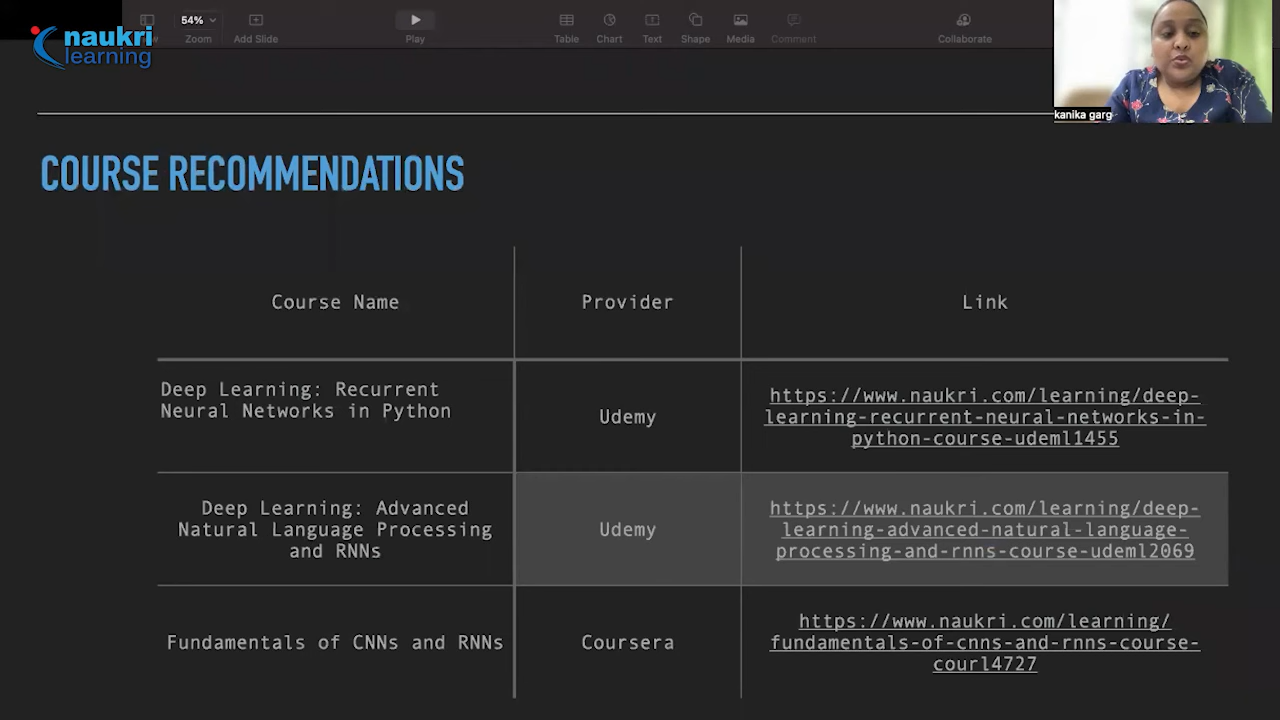 naukri
learning
54%
Zoom
Add Slide
Play
Table
Chart
Text
Shape
Media
Comment
Collaborate
kanika garg
COURSE RECOMMENDATIONS
Course Name
Provider
Link
Deep Learning: Recurrent
Neural Networks in Python
Udemy
https://www.naukri.com/learning/deep-
learning-recurrent-neural-networks-in-
python-course-udeml1455
Deep Learning: Advanced
Natural Language Processing
and RNNs
Udemy
https://www.naukri.com/learning/deep-
learning-advanced-natural-language-
processing-and-rnns-course-udeml2069
Fundamentals of CNNs and RNNs
Coursera
https://www.naukri.com/learning/
fundamentals-of-cnns-and-rnns-course-
courl4727